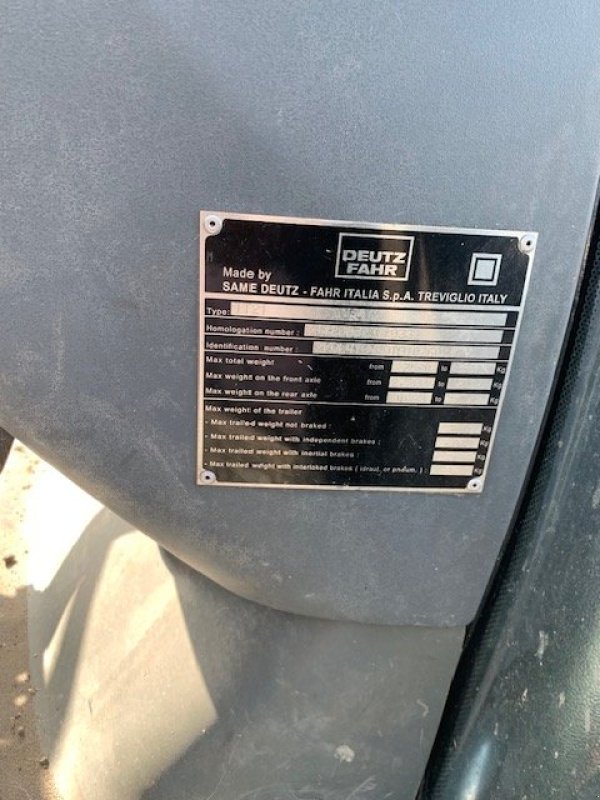 DEUTZ
FAHR
Made by
SAME DEUTZ - FAHR ITALIA S.p.A. TREVIGLIO ITALY
Type:
Homologation number :
Identification number :
Max total weight from to Kg
Max weight on the front axle from to Kg
Max weight on the rear axle from to Kg
Max weight of the trailer
- Max trailed weight not braked : Kg
- Max trailed weight with independent brakes : Kg
- Max trailed weight with inertial brakes : Kg
- Max trailed weight with interloked brakes ( idraul. or pneum. ) : Kg